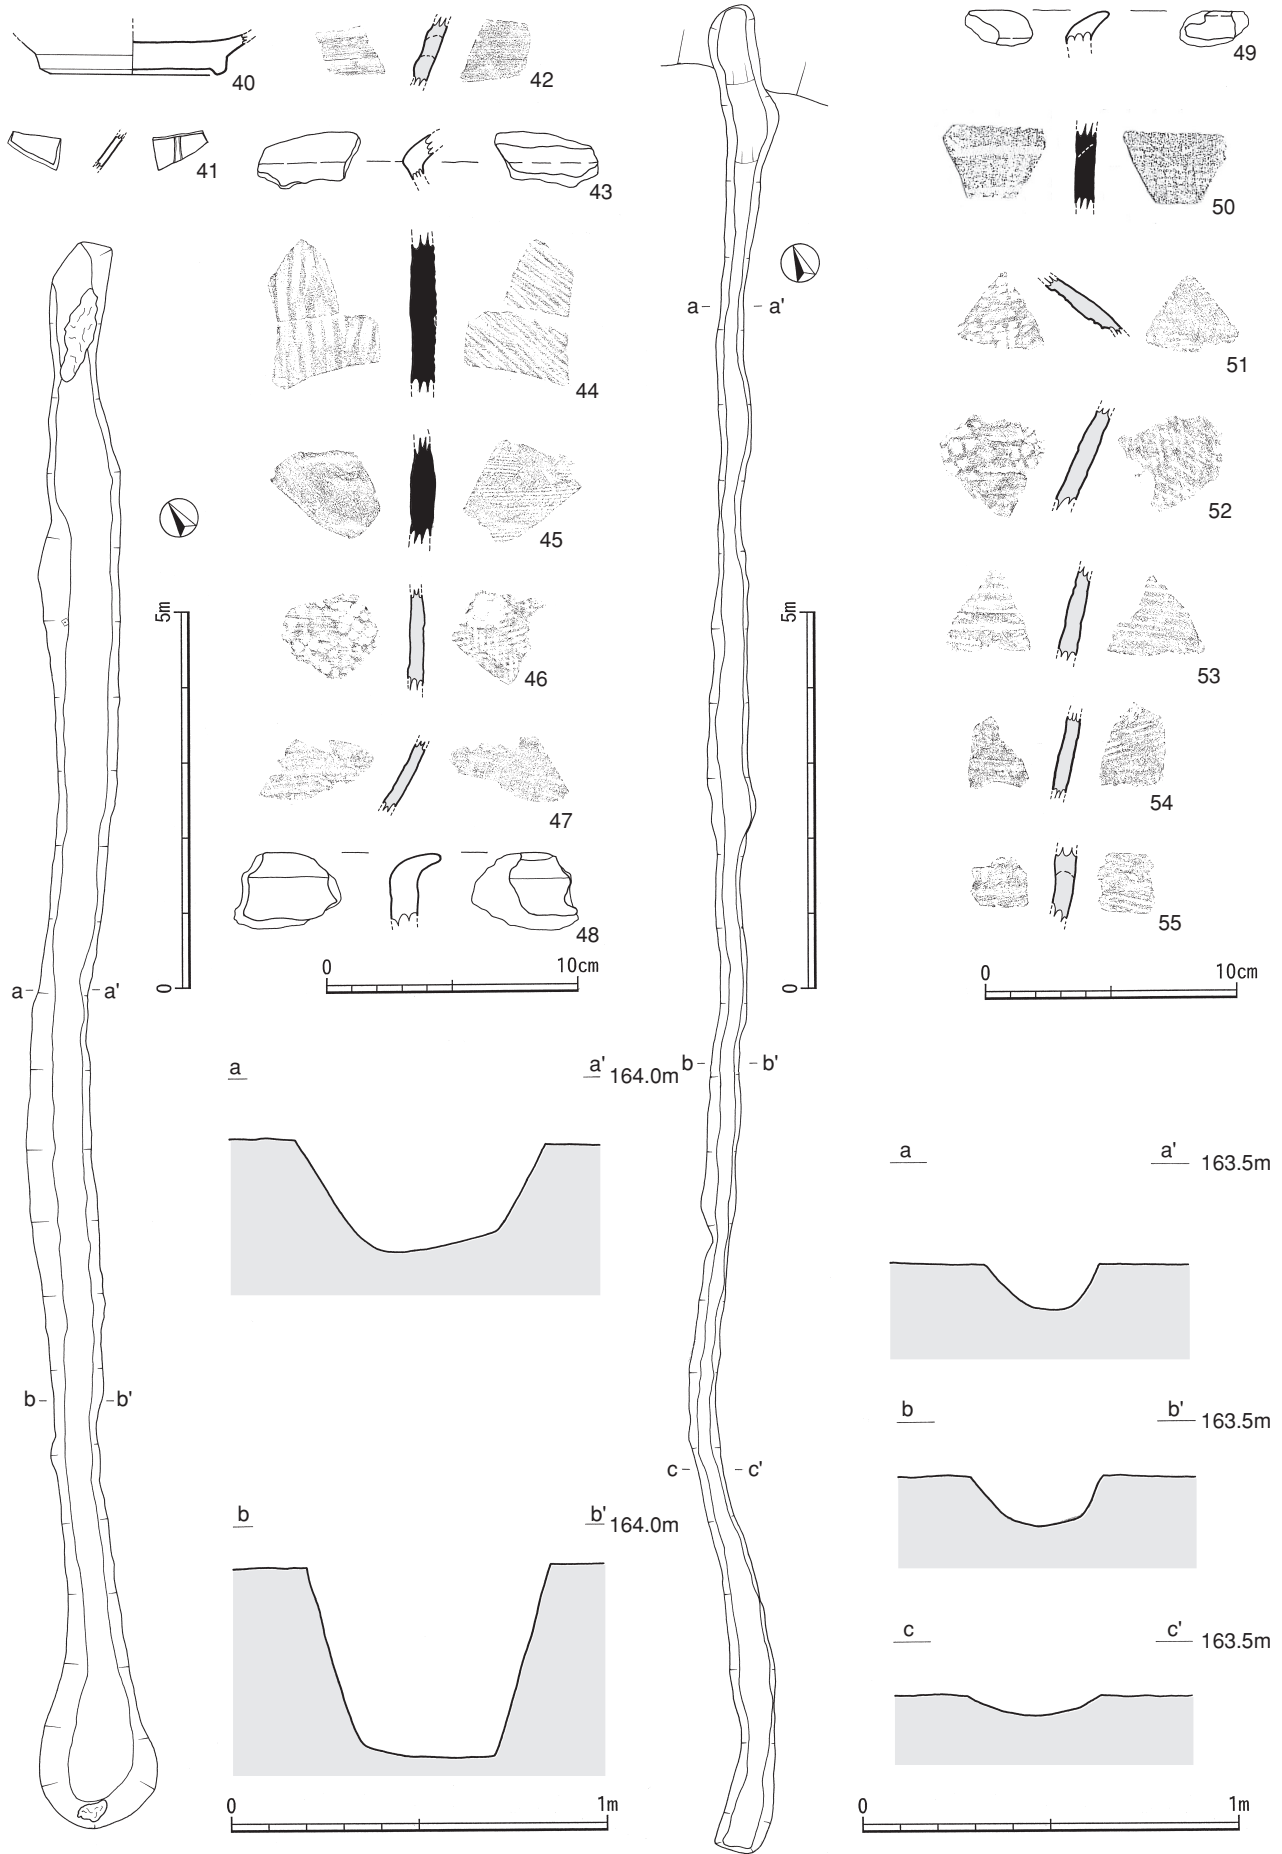 40
42
41
43
44
45
46
47
48
0 10cm
5m
0
a a'
b b'
a a' 164.0m
b b' 164.0m
0 1m
49
50
51
52
53
54
55
0 10cm
a a'
5m
0
b b'
c c'
a a' 163.5m
b b' 163.5m
c c' 163.5m
0 1m